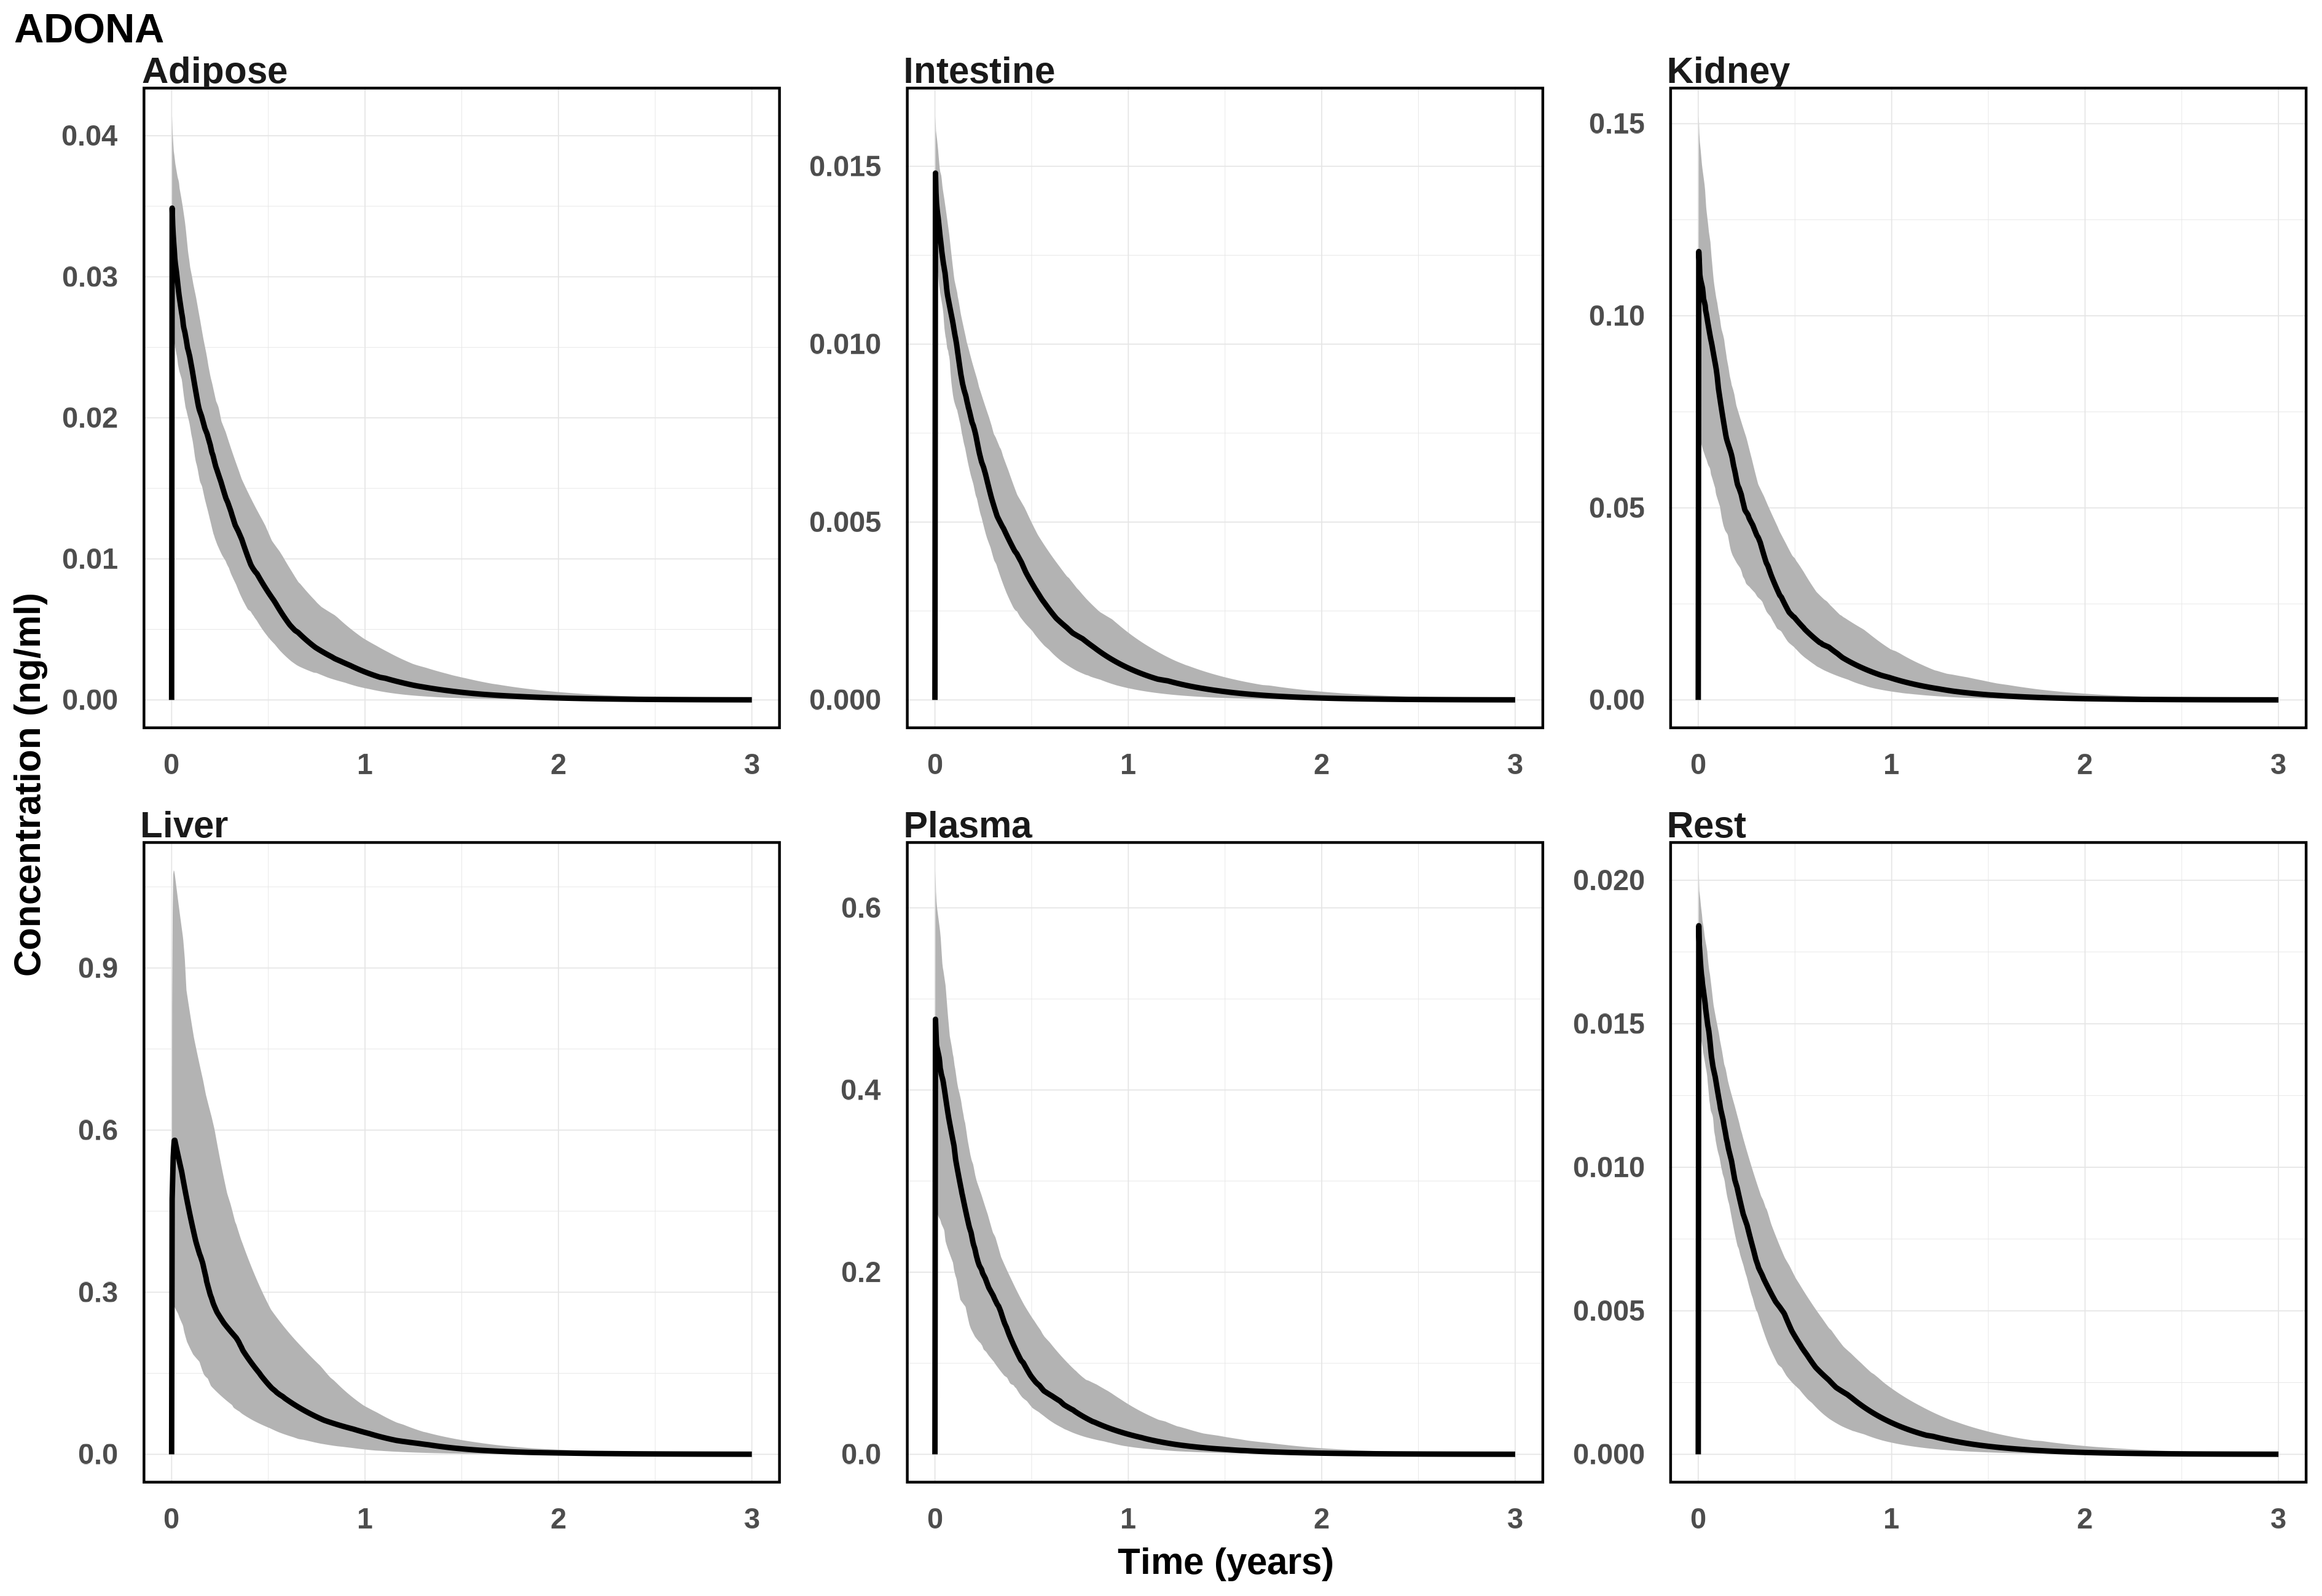 ADONA
Adipose
Intestine
Kidney
0.04
0.03
0.02
0.01
0.00
0.015
0.010
0.005
0.000
0.15
0.10
0.05
0.00
0 1 2 3
0 1 2 3
0 1 2 3
Concentration (ng/ml)
Liver
Plasma
Rest
0.9
0.6
0.3
0.0
0.6
0.4
0.2
0.0
0.020
0.015
0.010
0.005
0.000
0 1 2 3
0 1 2 3
0 1 2 3
Time (years)